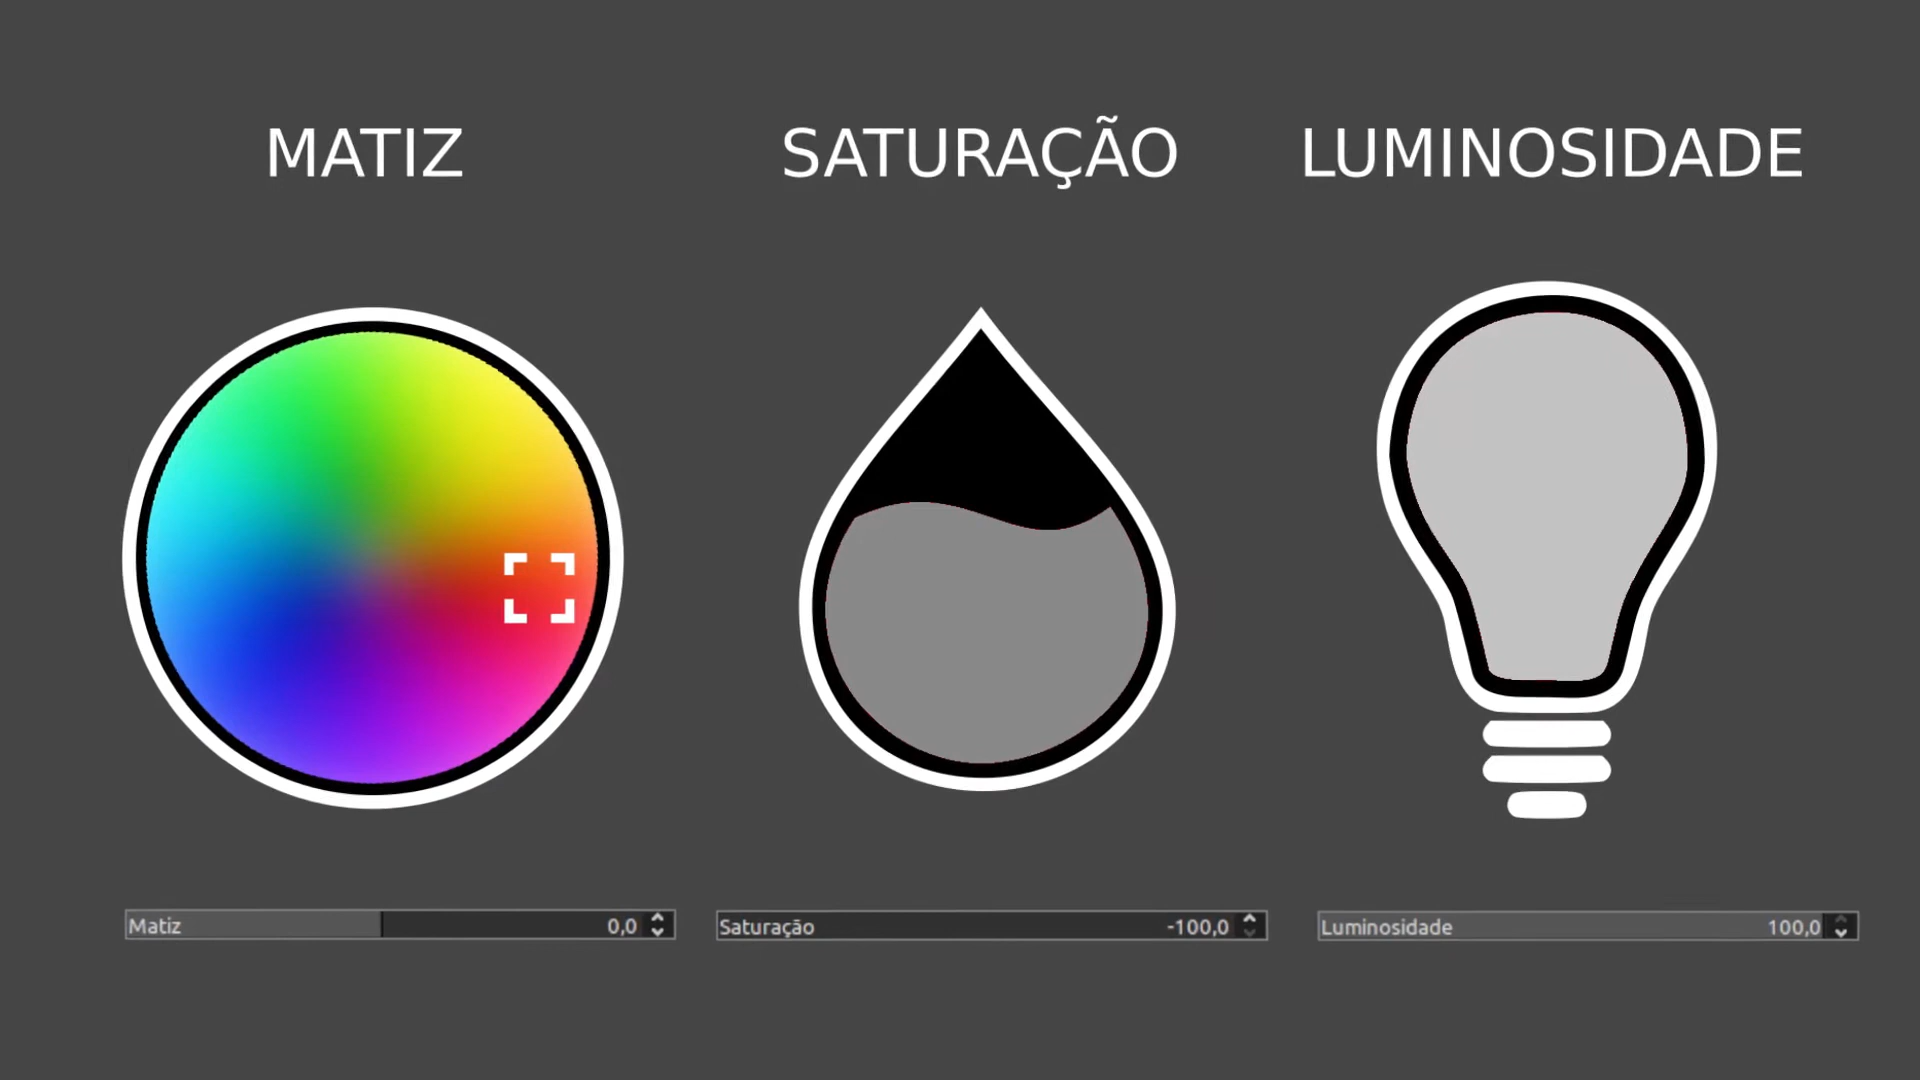 MATIZ
SATURAÇÃO
LUMINOSIDADE
Matiz 0,0
Saturação -100,0
Luminosidade 100,0